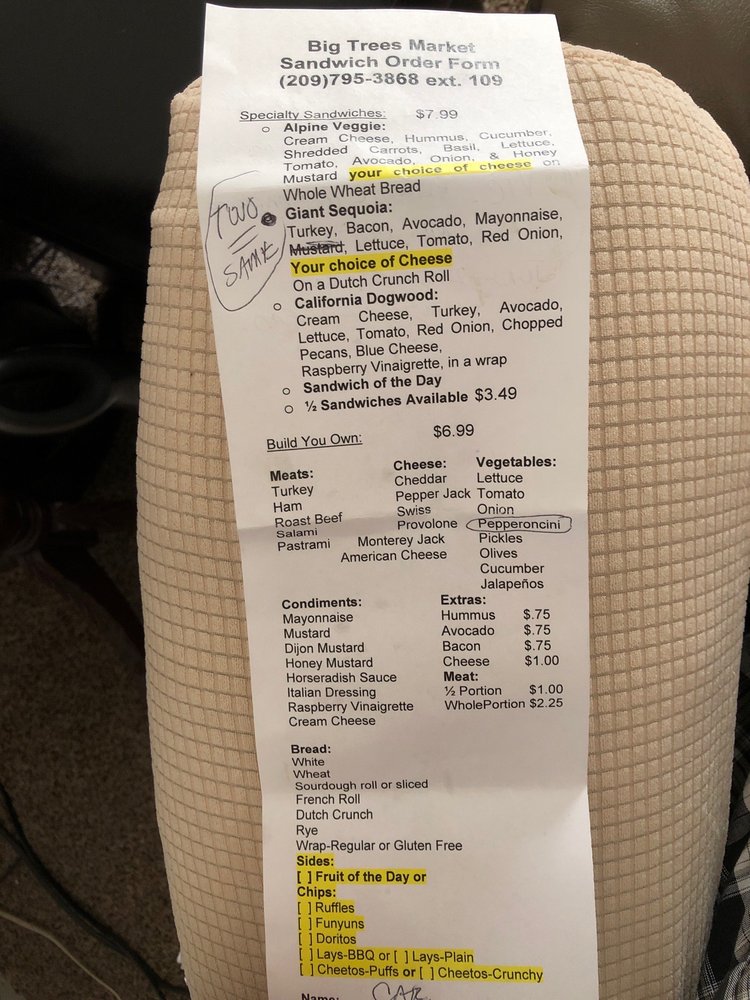 Big Trees Market
Sandwich Order Form
(209)795-3868 ext. 109
Specialty Sandwiches: $7.99
Alpine Veggie:
Cream Cheese, Hummus, Cucumber,
Shredded Carrots, Basil, Lettuce,
Tomato, Avocado, Onion, & Honey
Mustard your choice of cheese on
Whole Wheat Bread
TWO
SAME
Giant Sequoia:
Turkey, Bacon, Avocado, Mayonnaise,
Mustard, Lettuce, Tomato, Red Onion,
Your choice of Cheese
On a Dutch Crunch Roll
California Dogwood:
Cream Cheese, Turkey, Avocado,
Lettuce, Tomato, Red Onion, Chopped
Pecans, Blue Cheese,
Raspberry Vinaigrette, in a wrap
Sandwich of the Day
½ Sandwiches Available $3.49
Build You Own: $6.99
Meats:
Turkey
Ham
Roast Beef
Salami
Pastrami
Cheese:
Cheddar
Pepper Jack
Swiss
Provolone
Monterey Jack
American Cheese
Vegetables:
Lettuce
Tomato
Onion
Pepperoncini
Pickles
Olives
Cucumber
Jalapeños
Condiments:
Mayonnaise
Mustard
Dijon Mustard
Honey Mustard
Horseradish Sauce
Italian Dressing
Raspberry Vinaigrette
Cream Cheese
Extras:
Hummus $.75
Avocado $.75
Bacon $.75
Cheese $1.00
Meat:
½ Portion $1.00
WholePortion $2.25
Bread:
White
Wheat
Sourdough roll or sliced
French Roll
Dutch Crunch
Rye
Wrap-Regular or Gluten Free
Sides:
[ ] Fruit of the Day or
Chips:
[ ] Ruffles
[ ] Funyuns
[ ] Doritos
[ ] Lays-BBQ or [ ] Lays-Plain
[ ] Cheetos-Puffs or [ ] Cheetos-Crunchy
Name: